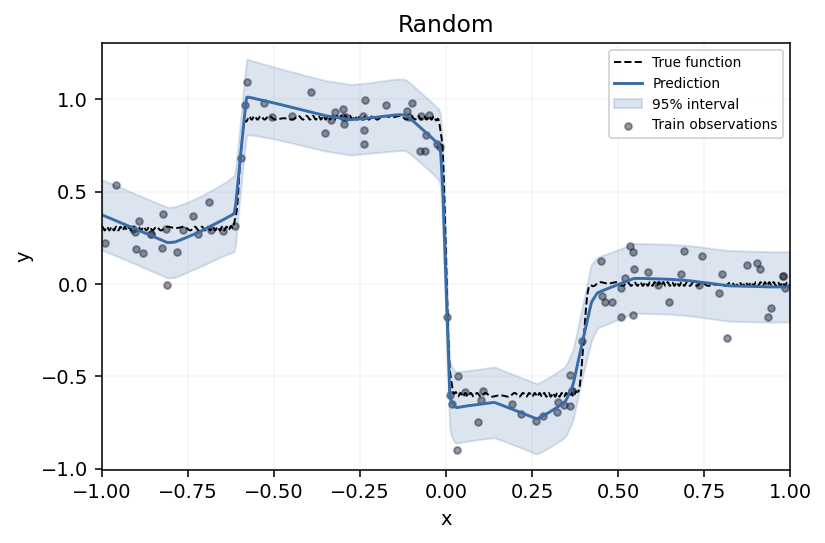 Random
True function
Prediction
95% interval
Train observations
1.0
0.5
0.0
−0.5
−1.0
y
−1.00 −0.75 −0.50 −0.25 0.00 0.25 0.50 0.75 1.00
x